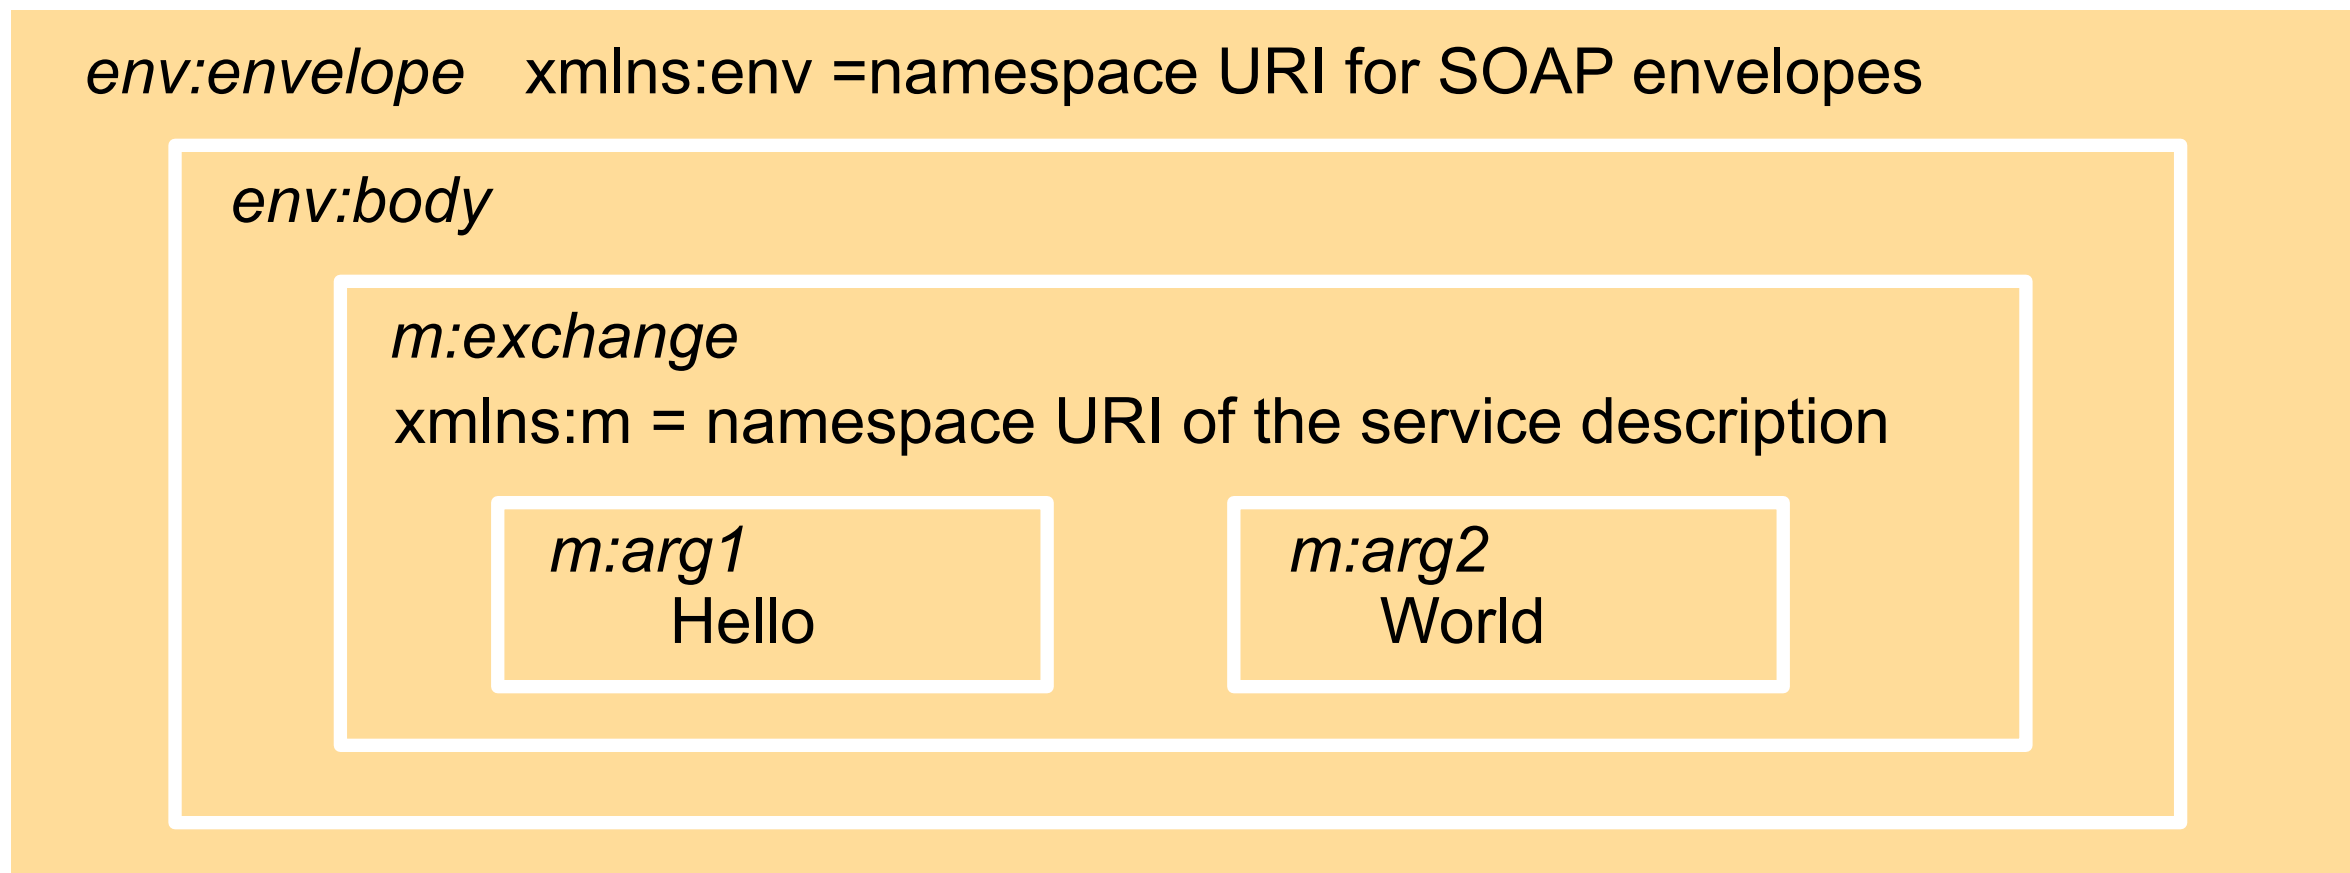 env:envelope xmlns:env =namespace URI for SOAP envelopes
env:body
m:exchange
xmlns:m = namespace URI of the service description
m:arg1
Hello
m:arg2
World